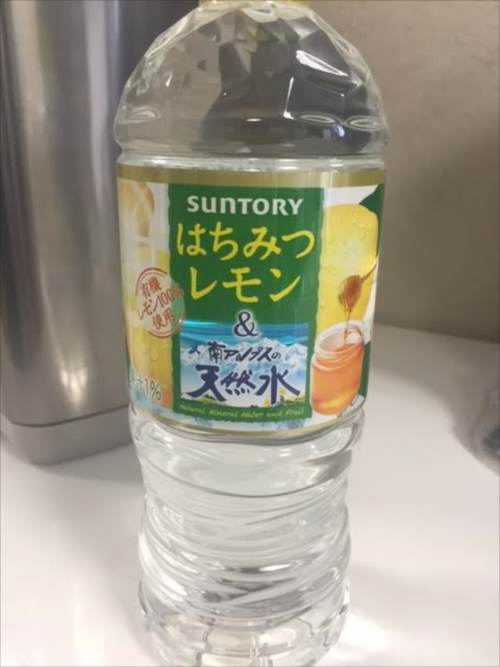 SUNTORY
はちみつ
レモン
有機
レモン100%
使用
&
南アルプスの
天然水
Natural Mineral Water and Fruit
1%